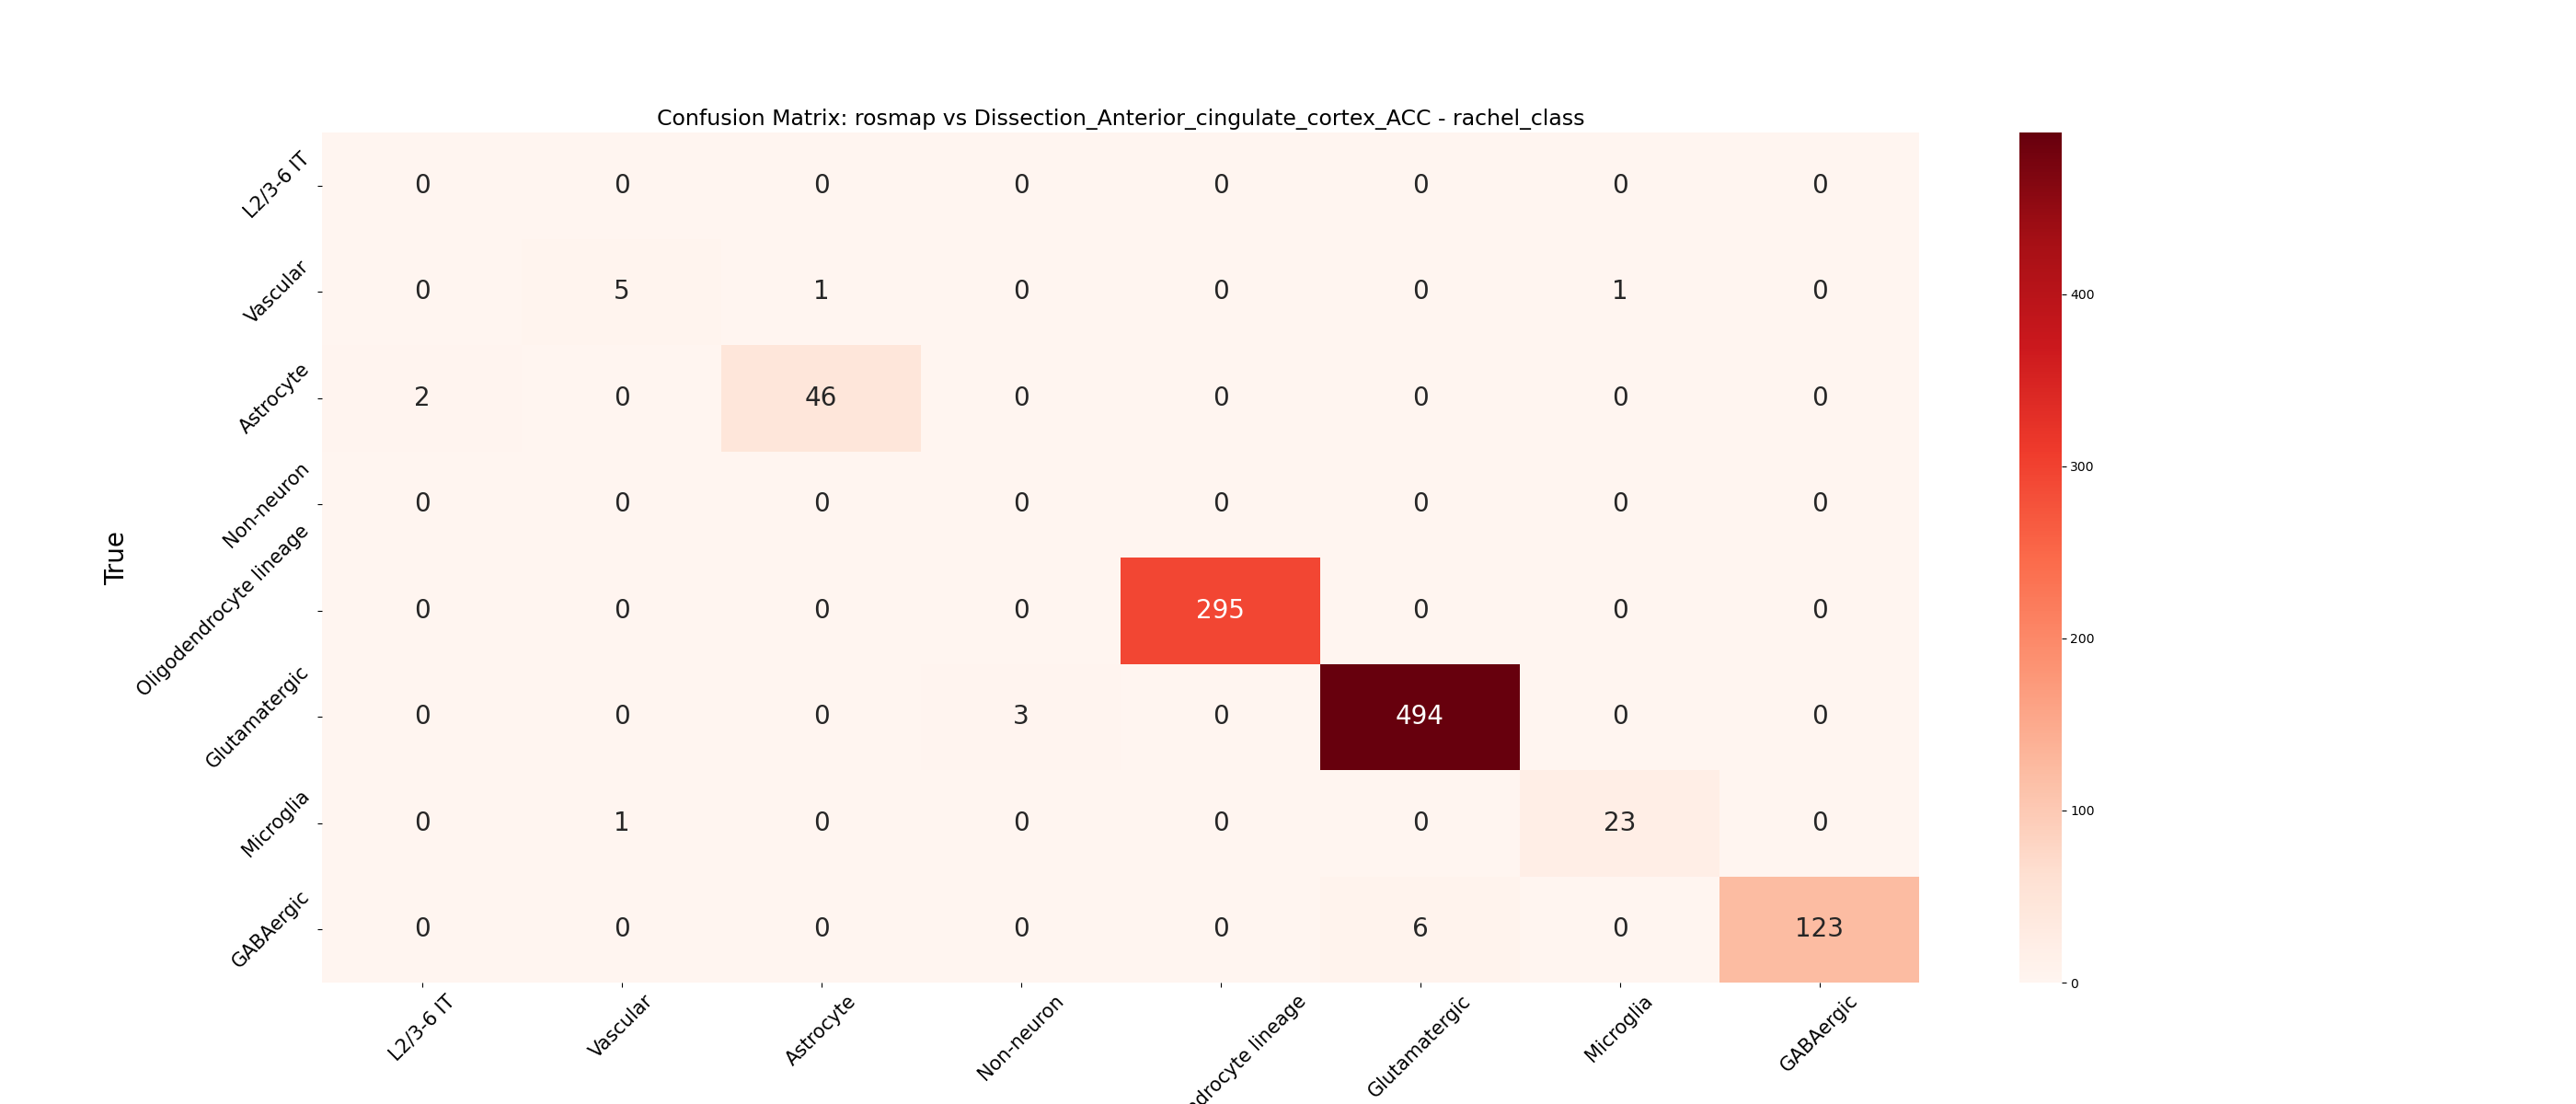 Confusion Matrix: rosmap vs Dissection_Anterior_cingulate_cortex_ACC - rachel_class
True
L2/3-6 IT
0 0 0 0 0 0 0 0
Vascular
0 5 1 0 0 0 1 0
Astrocyte
2 0 46 0 0 0 0 0
Non-neuron
0 0 0 0 0 0 0 0
Oligodendrocyte lineage
0 0 0 0 295 0 0 0
Glutamatergic
0 0 0 3 0 494 0 0
Microglia
0 1 0 0 0 0 23 0
GABAergic
0 0 0 0 0 6 0 123
L2/3-6 IT
Vascular
Astrocyte
Non-neuron
lineage
Glutamatergic
Microglia
GABAergic
400
300
200
100
0